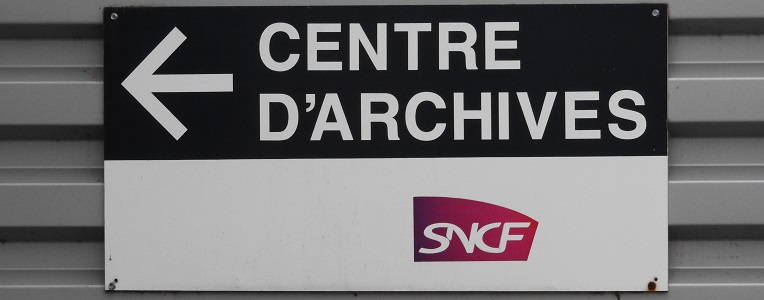 CENTRE
D'ARCHIVES
SNCF